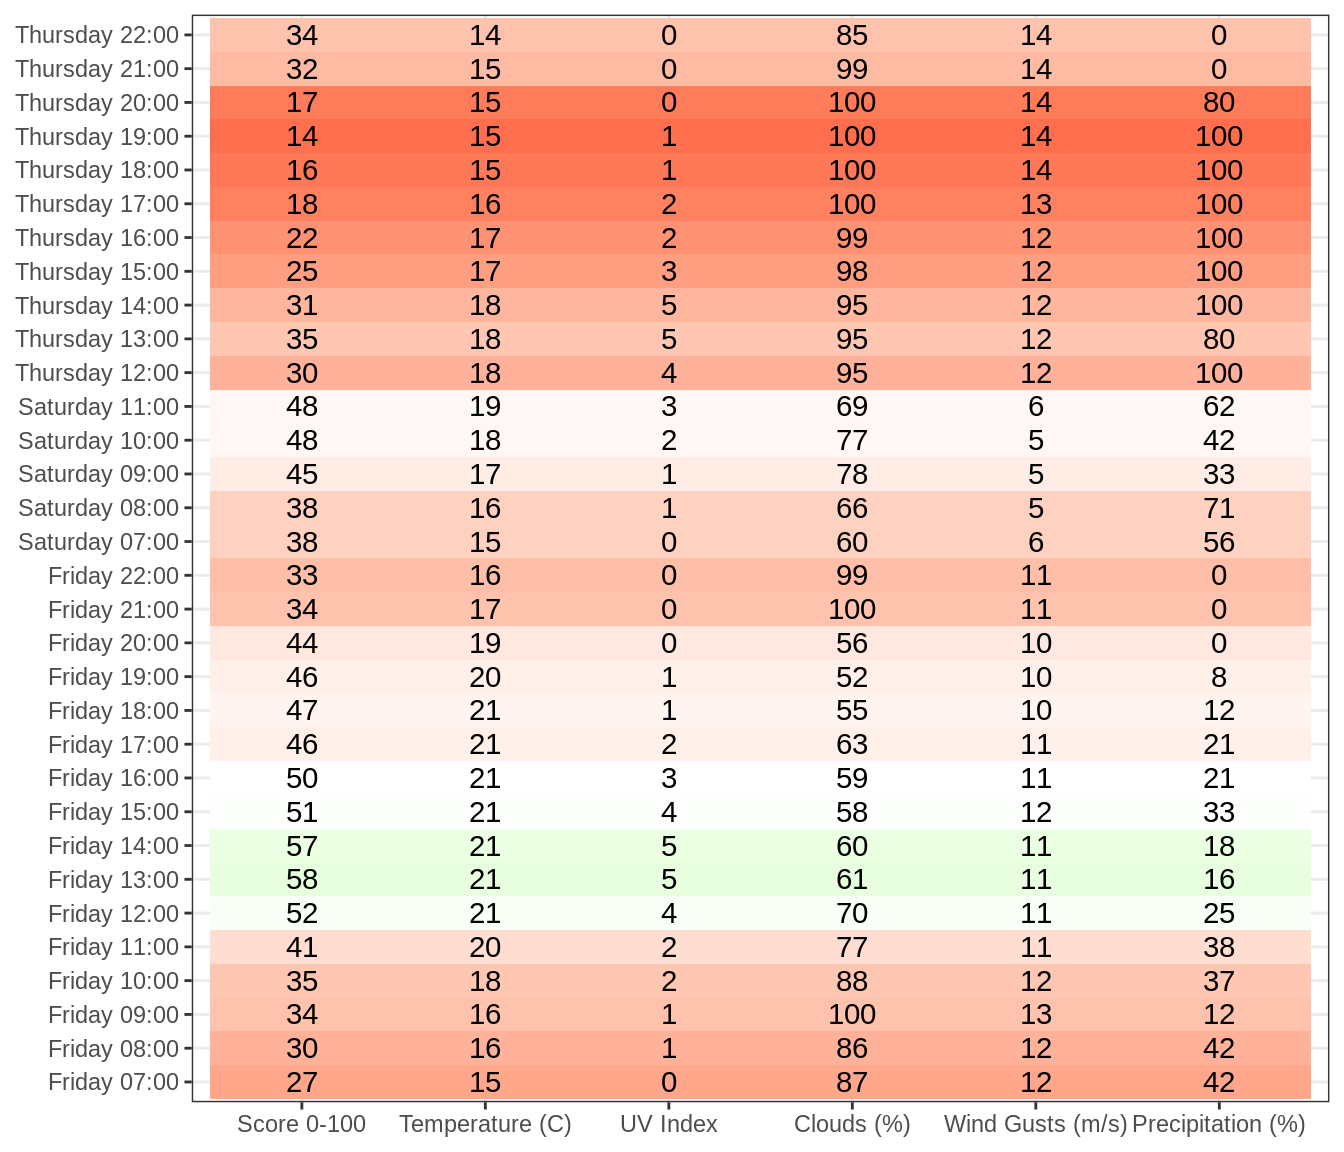 Thursday 22:00 34 14 0 85 14 0
Thursday 21:00 32 15 0 99 14 0
Thursday 20:00 17 15 0 100 14 80
Thursday 19:00 14 15 1 100 14 100
Thursday 18:00 16 15 1 100 14 100
Thursday 17:00 18 16 2 100 13 100
Thursday 16:00 22 17 2 99 12 100
Thursday 15:00 25 17 3 98 12 100
Thursday 14:00 31 18 5 95 12 100
Thursday 13:00 35 18 5 95 12 80
Thursday 12:00 30 18 4 95 12 100
Saturday 11:00 48 19 3 69 6 62
Saturday 10:00 48 18 2 77 5 42
Saturday 09:00 45 17 1 78 5 33
Saturday 08:00 38 16 1 66 5 71
Saturday 07:00 38 15 0 60 6 56
Friday 22:00 33 16 0 99 11 0
Friday 21:00 34 17 0 100 11 0
Friday 20:00 44 19 0 56 10 0
Friday 19:00 46 20 1 52 10 8
Friday 18:00 47 21 1 55 10 12
Friday 17:00 46 21 2 63 11 21
Friday 16:00 50 21 3 59 11 21
Friday 15:00 51 21 4 58 12 33
Friday 14:00 57 21 5 60 11 18
Friday 13:00 58 21 5 61 11 16
Friday 12:00 52 21 4 70 11 25
Friday 11:00 41 20 2 77 11 38
Friday 10:00 35 18 2 88 12 37
Friday 09:00 34 16 1 100 13 12
Friday 08:00 30 16 1 86 12 42
Friday 07:00 27 15 0 87 12 42
Score 0-100 Temperature (C) UV Index Clouds (%) Wind Gusts (m/s) Precipitation (%)